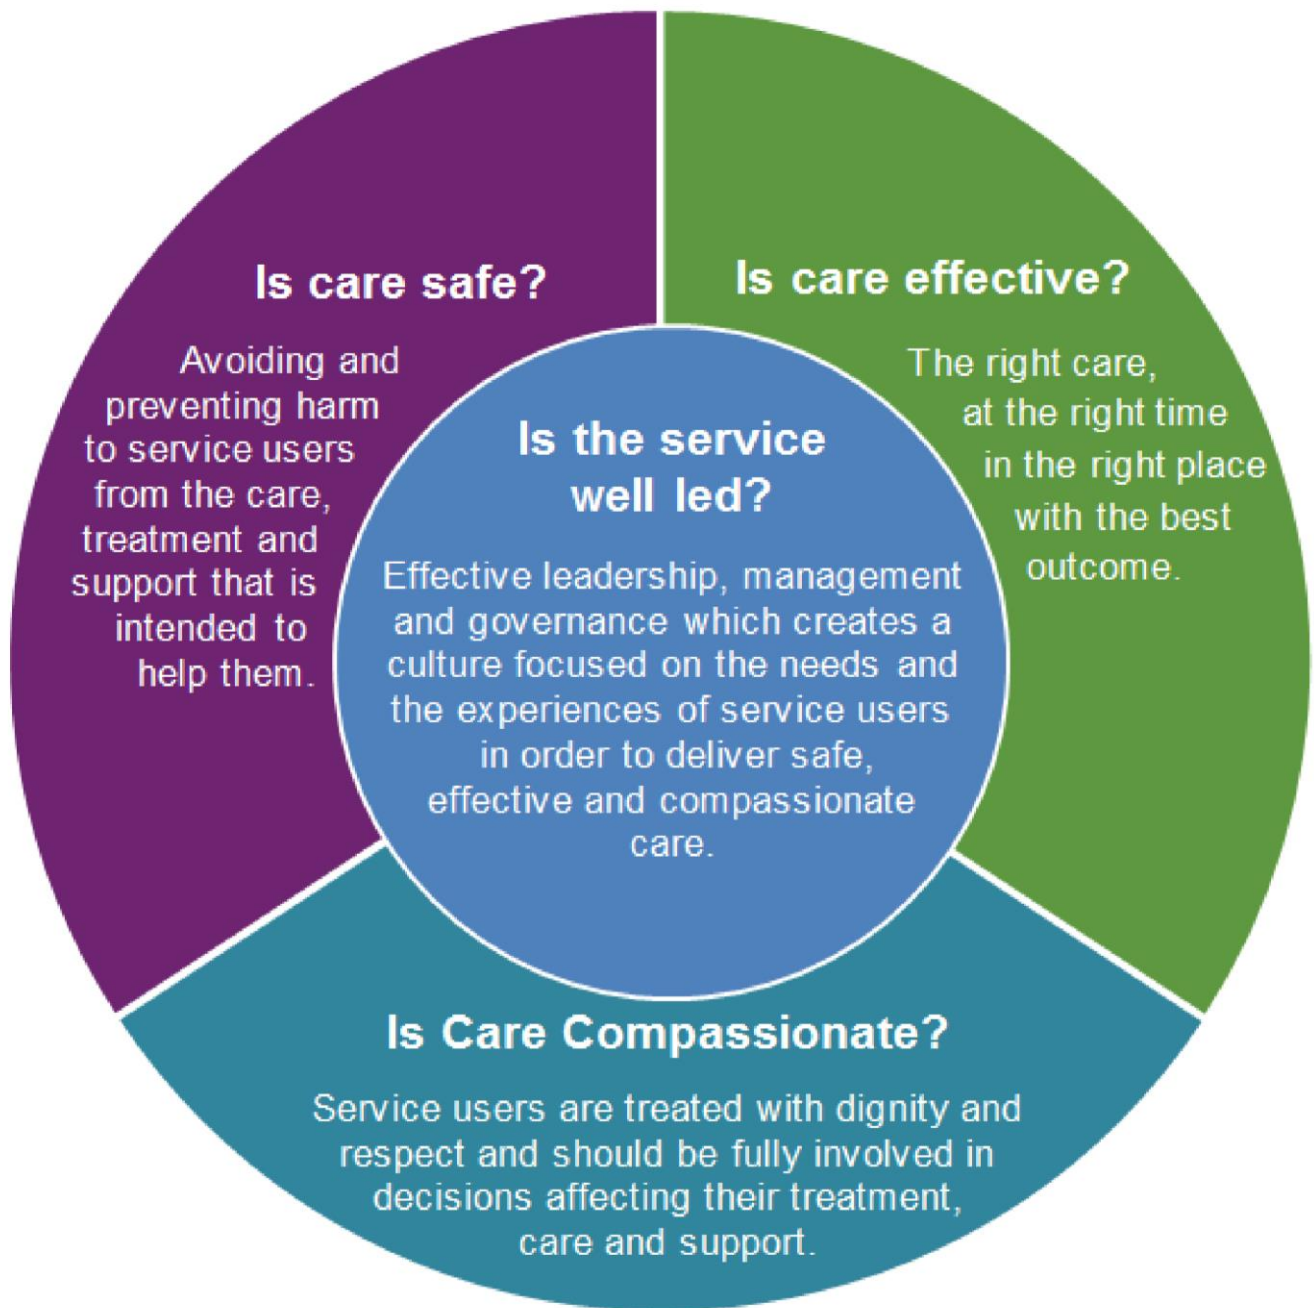 Is care safe?
Avoiding and
preventing harm
to service users
from the care,
treatment and
support that is
intended to
help them.
Is care effective?
The right care,
at the right time
in the right place
with the best
outcome.
Is the service
well led?
Effective leadership, management
and governance which creates a
culture focused on the needs and
the experiences of service users
in order to deliver safe,
effective and compassionate
care.
Is Care Compassionate?
Service users are treated with dignity and
respect and should be fully involved in
decisions affecting their treatment,
care and support.